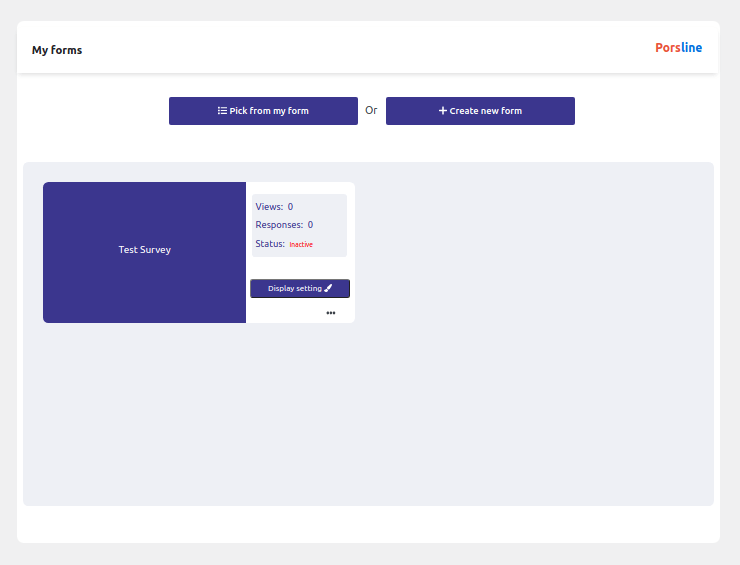 My forms
Porsline
Pick from my form Or Create new form
Test Survey
Views: 0
Responses: 0
Status: Inactive
Display setting